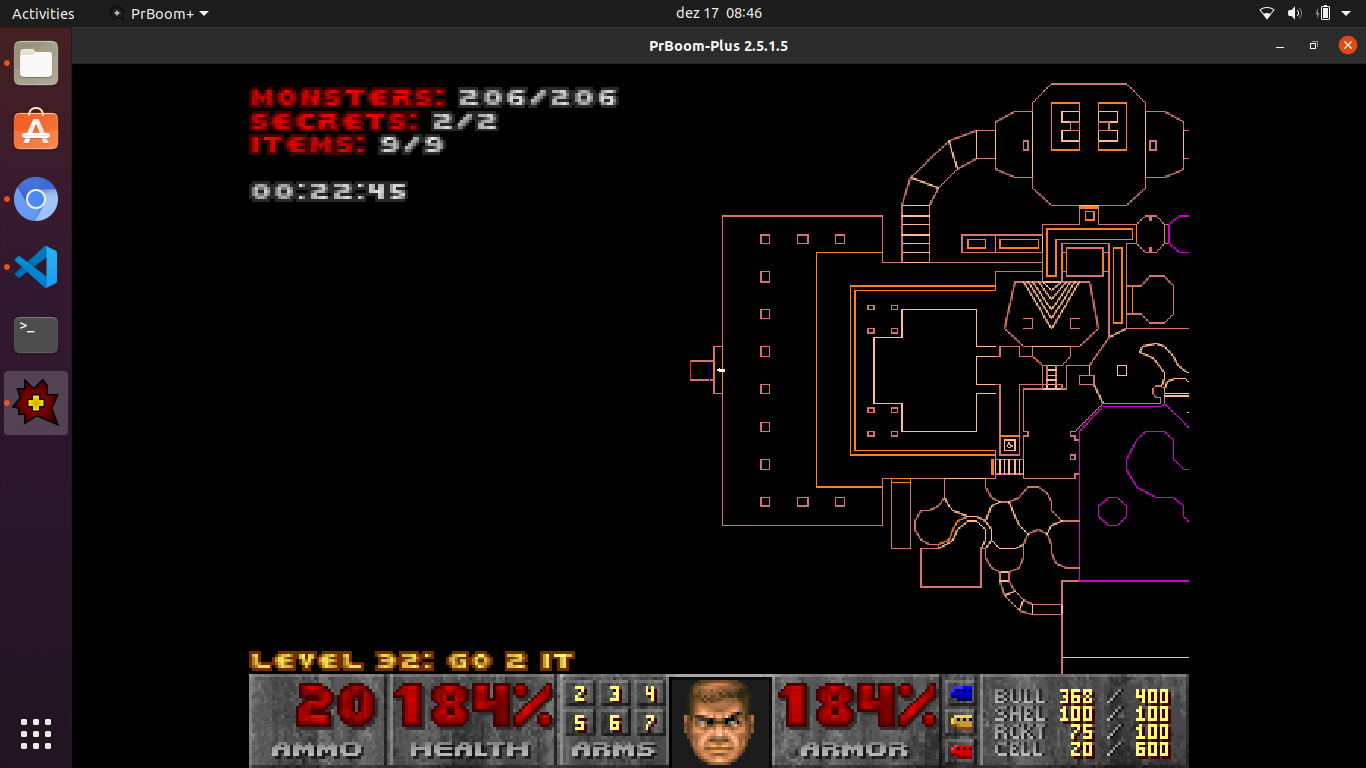 Activities PrBoom+ dez 17 08:46
PrBoom-Plus 2.5.1.5
MONSTERS: 206/206
SECRETS: 2/2
ITEMS: 9/9
00:22:45
LEVEL 32: GO 2 IT
20 184% 2 3 4 184% BULL 368 / 400
5 6 7 SHEL 100 / 100
RCKT 75 / 100
AMMO HEALTH ARMS ARMOR CELL 20 / 600